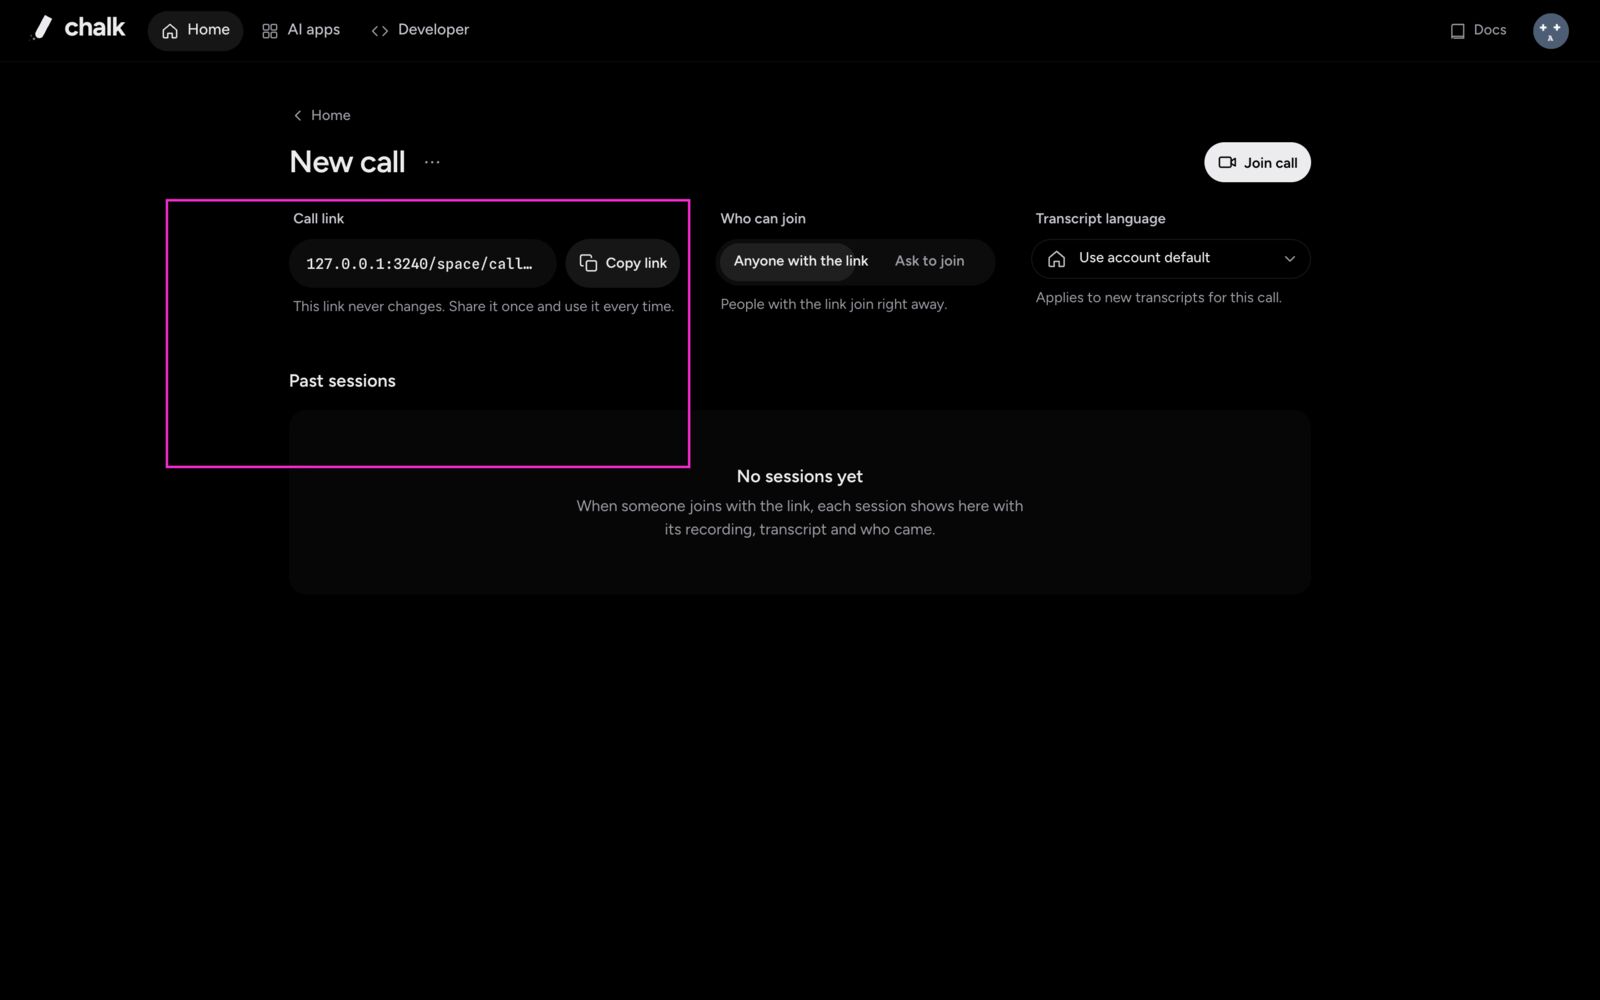 chalk
Home
AI apps
Developer
Docs
Home
New call
Join call
Call link
Who can join
Transcript language
127.0.0.1:3240/space/call…
Copy link
Anyone with the link
Ask to join
Use account default
This link never changes. Share it once and use it every time.
People with the link join right away.
Applies to new transcripts for this call.
Past sessions
No sessions yet
When someone joins with the link, each session shows here with
its recording, transcript and who came.